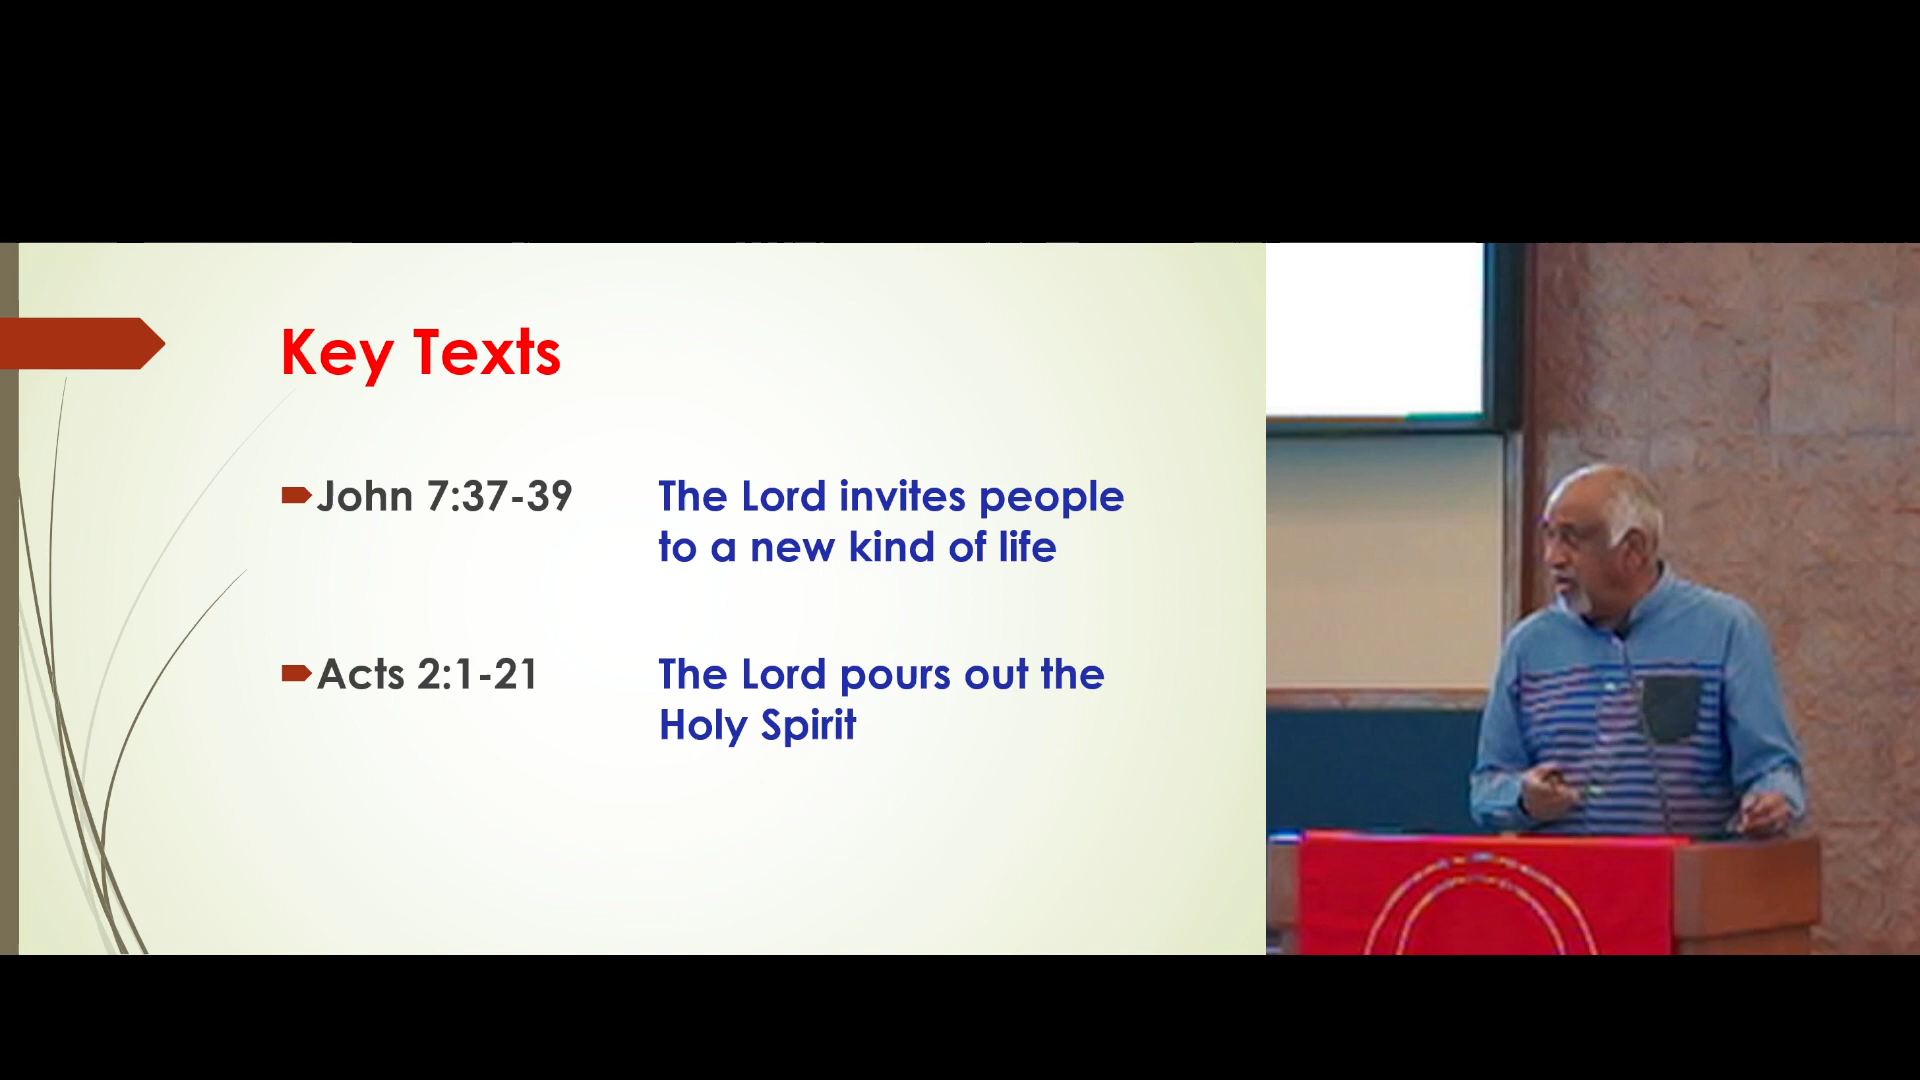 Key Texts
John 7:37-39
The Lord invites people
to a new kind of life
Acts 2:1-21
The Lord pours out the
Holy Spirit